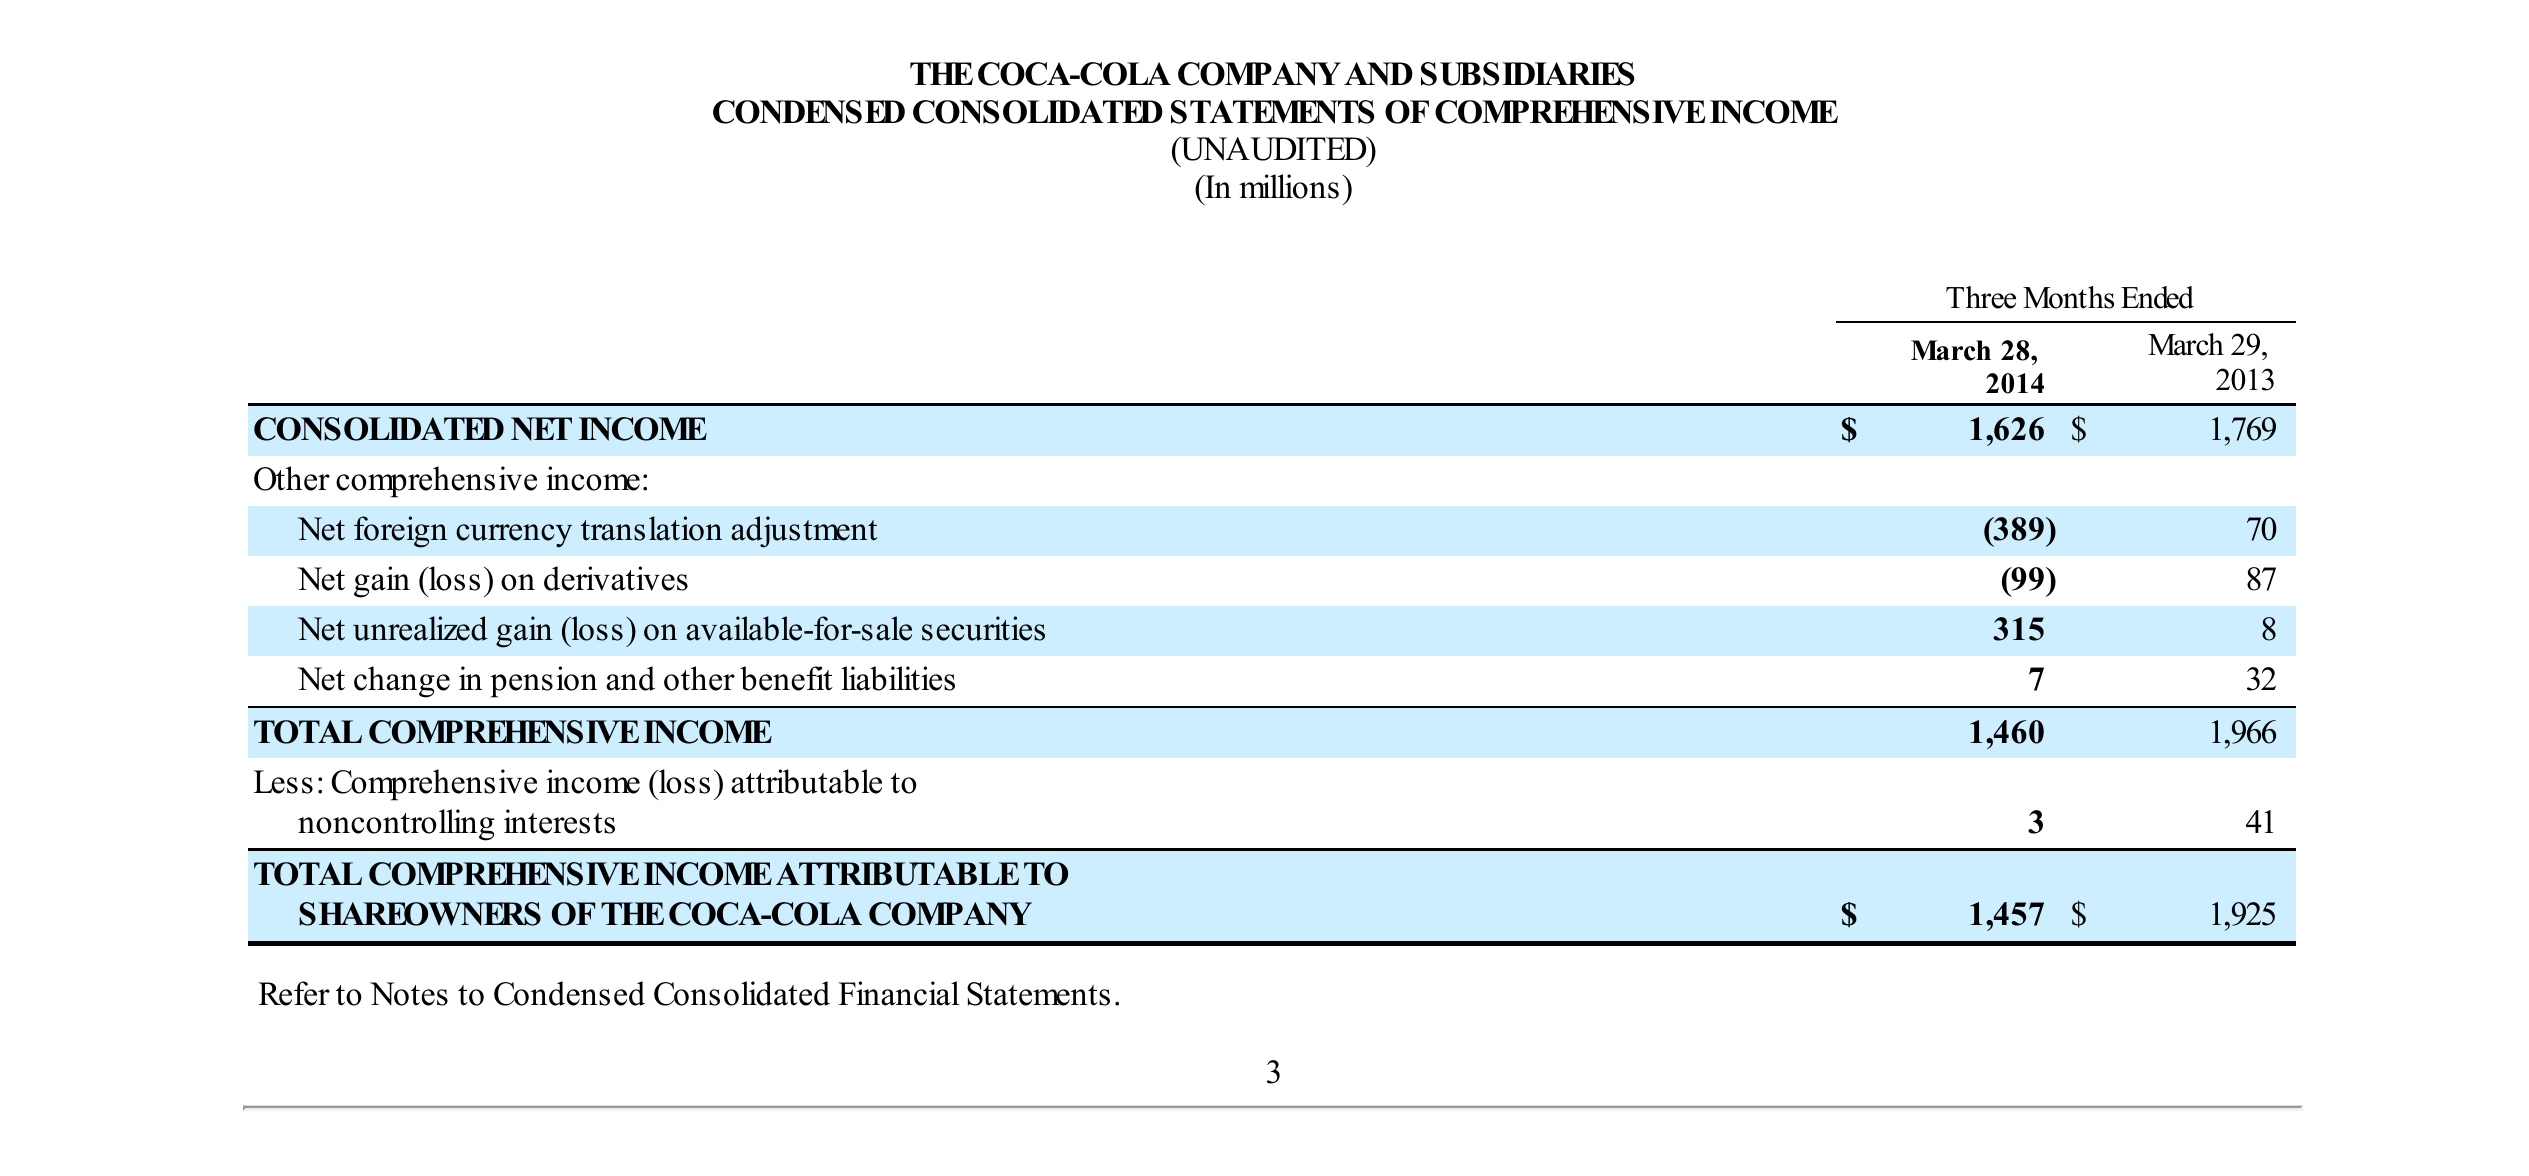 THE COCA-COLA COMPANY AND SUBSIDIARIES
CONDENSED CONSOLIDATED STATEMENTS OF COMPREHENSIVE INCOME
(UNAUDITED)
(In millions)
Three Months Ended
March 28, 2014 March 29, 2013
CONSOLIDATED NET INCOME $ 1,626 $ 1,769
Other comprehensive income:
Net foreign currency translation adjustment (389) 70
Net gain (loss) on derivatives (99) 87
Net unrealized gain (loss) on available-for-sale securities 315 8
Net change in pension and other benefit liabilities 7 32
TOTAL COMPREHENSIVE INCOME 1,460 1,966
Less: Comprehensive income (loss) attributable to
noncontrolling interests 3 41
TOTAL COMPREHENSIVE INCOME ATTRIBUTABLE TO
SHAREOWNERS OF THE COCA-COLA COMPANY $ 1,457 $ 1,925
Refer to Notes to Condensed Consolidated Financial Statements.
3